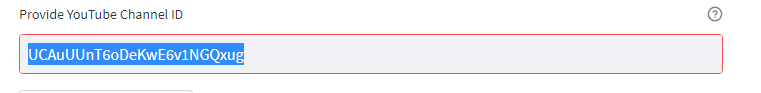 Provide YouTube Channel ID
UCAuUUnT6oDeKwE6v1NGQxug